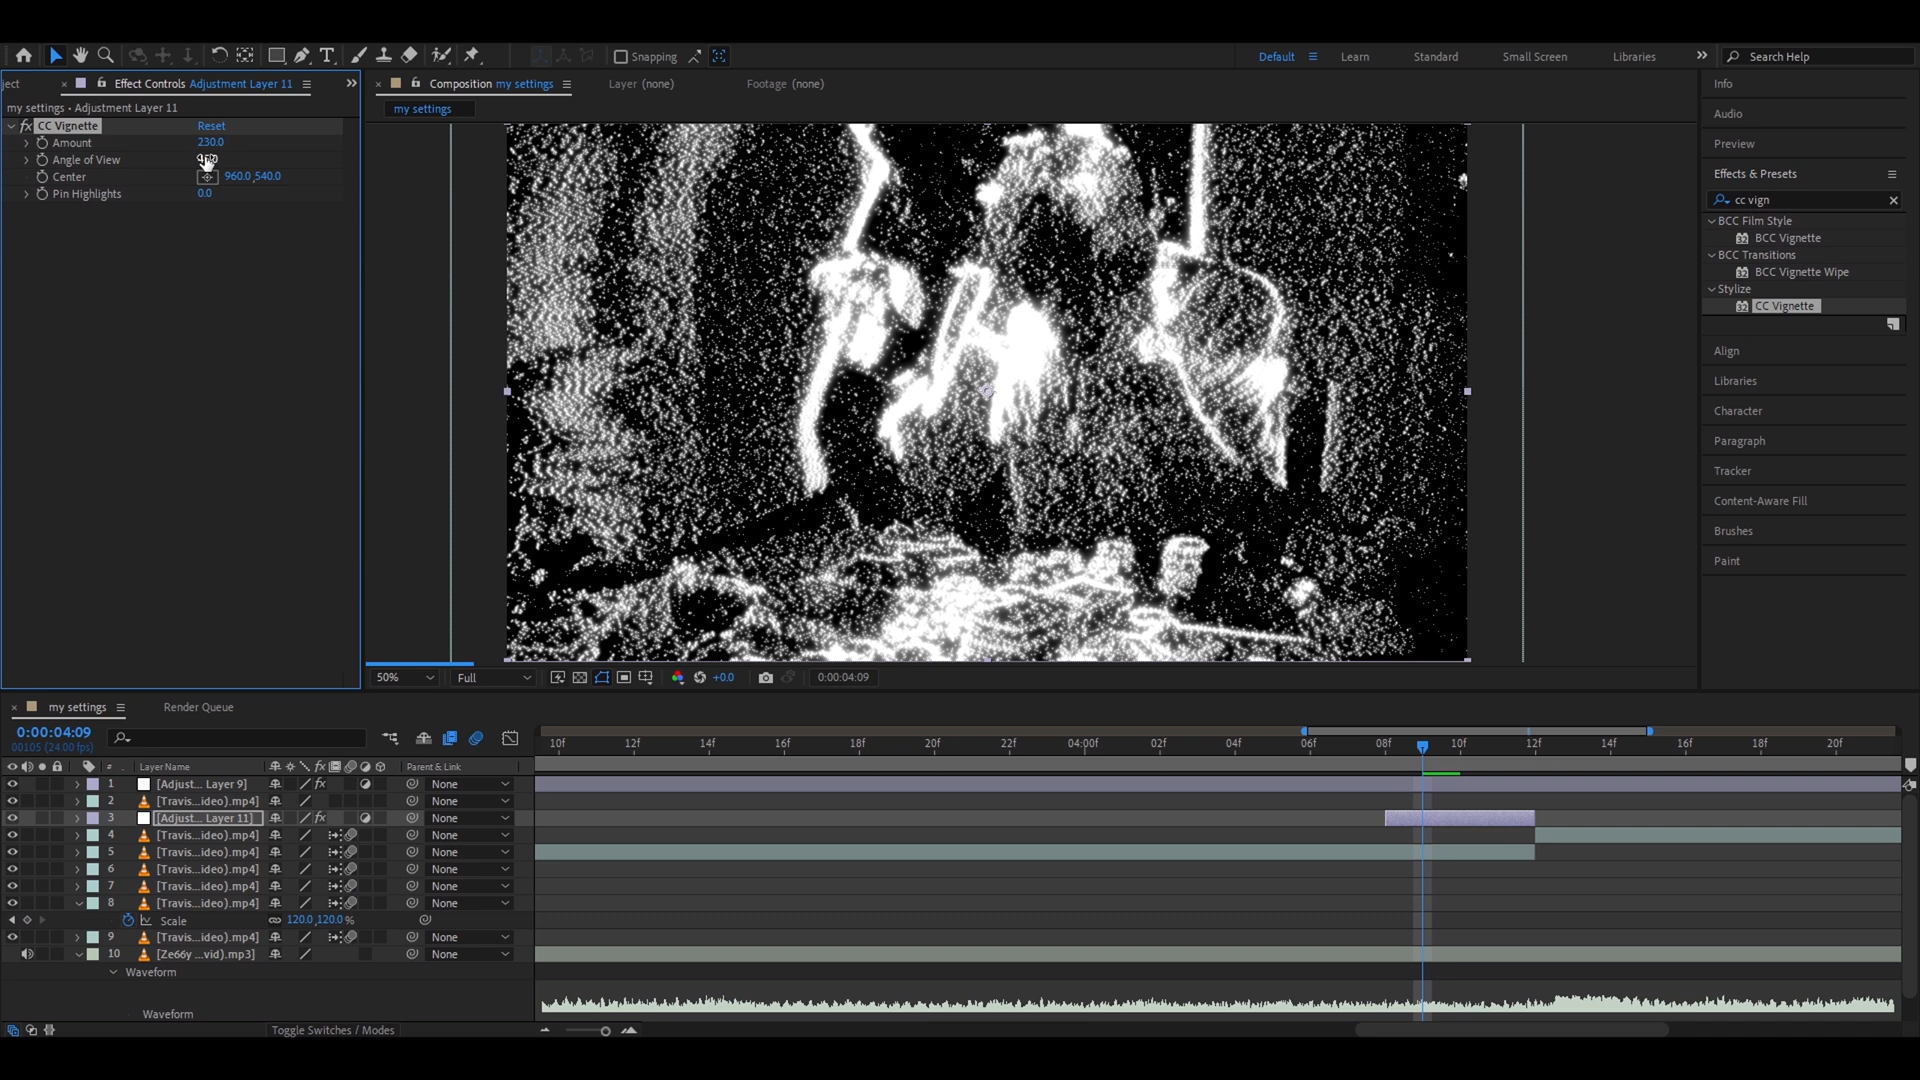 Snapping
Default
Learn
Standard
Small Screen
Libraries
Search Help
ject
Effect Controls Adjustment Layer 11
Composition my settings
Layer (none)
Footage (none)
Info
my settings • Adjustment Layer 11
my settings
fx CC Vignette Reset
Amount 230.0
Angle of View
Center 960.0,540.0
Pin Highlights 0.0
Audio
Preview
Effects & Presets
cc vign
BCC Film Style
BCC Vignette
BCC Transitions
BCC Vignette Wipe
Stylize
CC Vignette
Align
Libraries
Character
Paragraph
Tracker
Content-Aware Fill
Brushes
Paint
50%
Full
+0.0
0:00:04:09
my settings
Render Queue
0:00:04:09
00105 (24.00 fps)
10f 12f 14f 16f 18f 20f 22f 04:00f 02f 04f 06f 08f 10f 12f 14f 16f 18f 20f
# Layer Name fx Parent & Link
1 [Adjust... Layer 9] fx None
2 [Travis...ideo).mp4] None
3 [Adjust... Layer 11] fx None
4 [Travis...ideo).mp4] None
5 [Travis...ideo).mp4] None
6 [Travis...ideo).mp4] None
7 [Travis...ideo).mp4] None
8 [Travis...ideo).mp4] None
Scale 120.0,120.0%
9 [Travis...ideo).mp4] None
10 [Ze66y ...vid).mp3] None
Waveform
Waveform
Toggle Switches / Modes